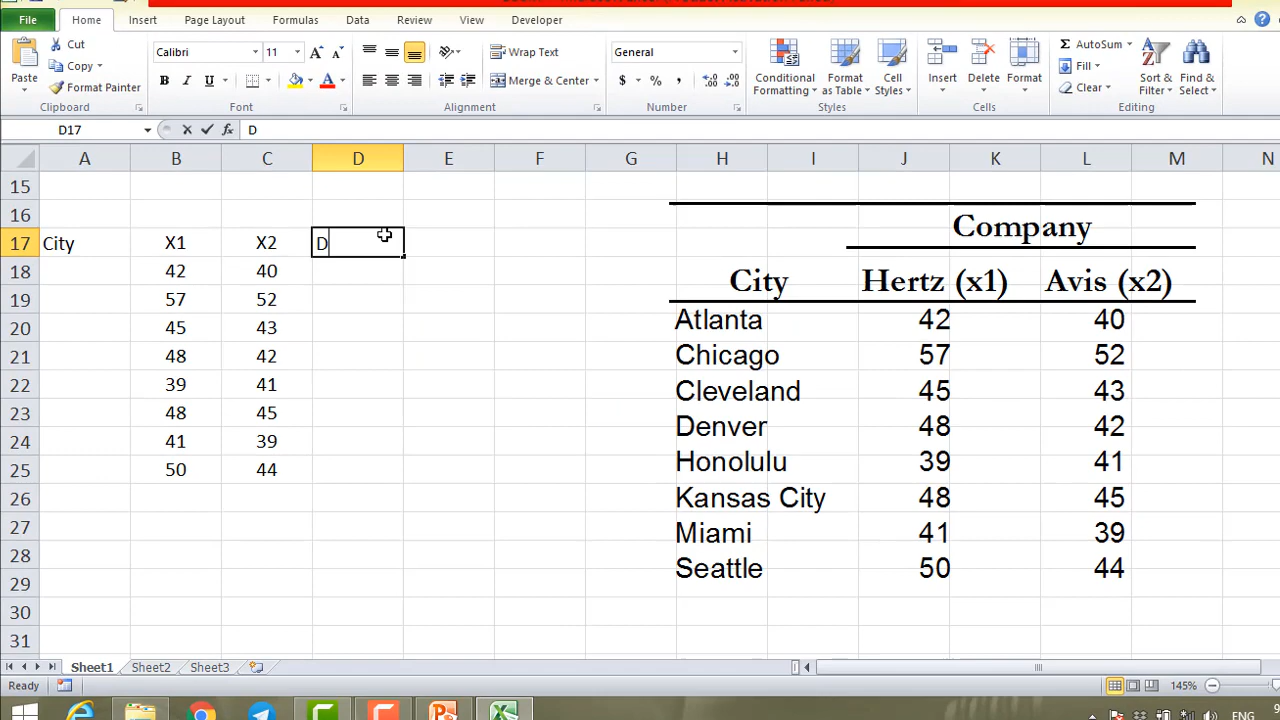 File Home Insert Page Layout Formulas Data Review View Developer
Paste Cut Copy Format Painter Clipboard
Calibri 11 A A B I U A Font
Wrap Text Merge & Center Alignment
General $ % , Number
Conditional Formatting Format as Table Cell Styles Styles
Insert Delete Format Cells
AutoSum Fill Clear Sort & Filter Find & Select Editing
D17 fx D
A B C D E F G H I J K L M N
15
16 Company
17 City X1 X2 D
City Hertz (x1) Avis (x2)
18 42 40
19 57 52
20 45 43
21 48 42
22 39 41
23 48 45
24 41 39
25 50 44
26
27
28
29
30
31
Atlanta 42 40
Chicago 57 52
Cleveland 45 43
Denver 48 42
Honolulu 39 41
Kansas City 48 45
Miami 41 39
Seattle 50 44
Sheet1 Sheet2 Sheet3
Ready 145%
ENG